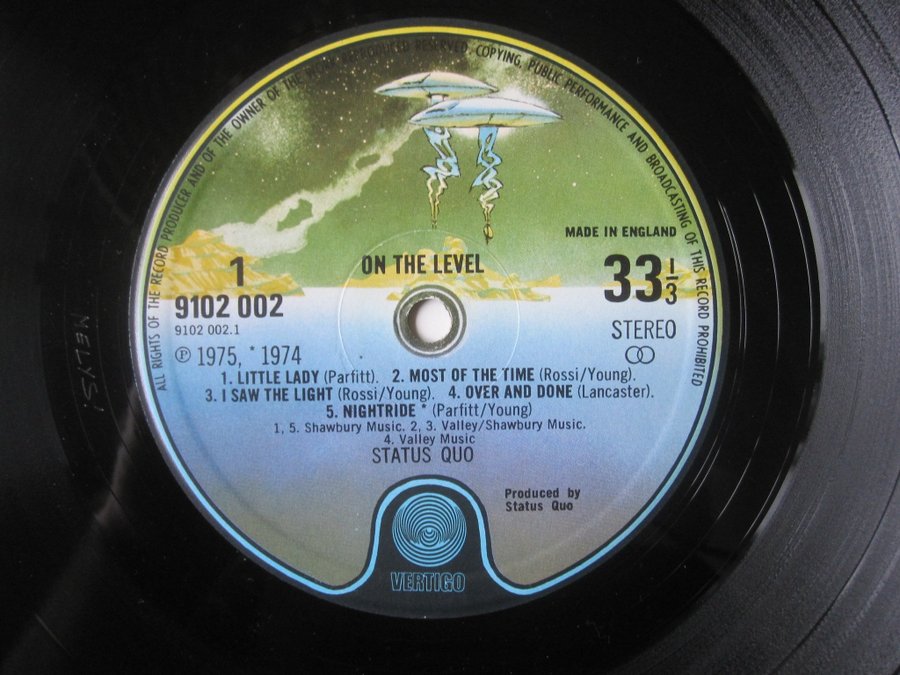 ALL RIGHTS OF THE RECORD PRODUCER AND OF THE OWNER OF THE WORK REPRODUCED RESERVED. COPYING, PUBLIC PERFORMANCE AND BROADCASTING OF THIS RECORD PROHIBITED
MADE IN ENGLAND
1
ON THE LEVEL
33 1/3
9102 002
9102 002.1
STEREO
Ⓟ 1975, * 1974
1. LITTLE LADY (Parfitt). 2. MOST OF THE TIME (Rossi/Young).
3. I SAW THE LIGHT (Rossi/Young). 4. OVER AND DONE (Lancaster).
5. NIGHTRIDE * (Parfitt/Young)
1, 5. Shawbury Music. 2, 3. Valley/Shawbury Music.
4. Valley Music
STATUS QUO
Produced by
Status Quo
VERTIGO